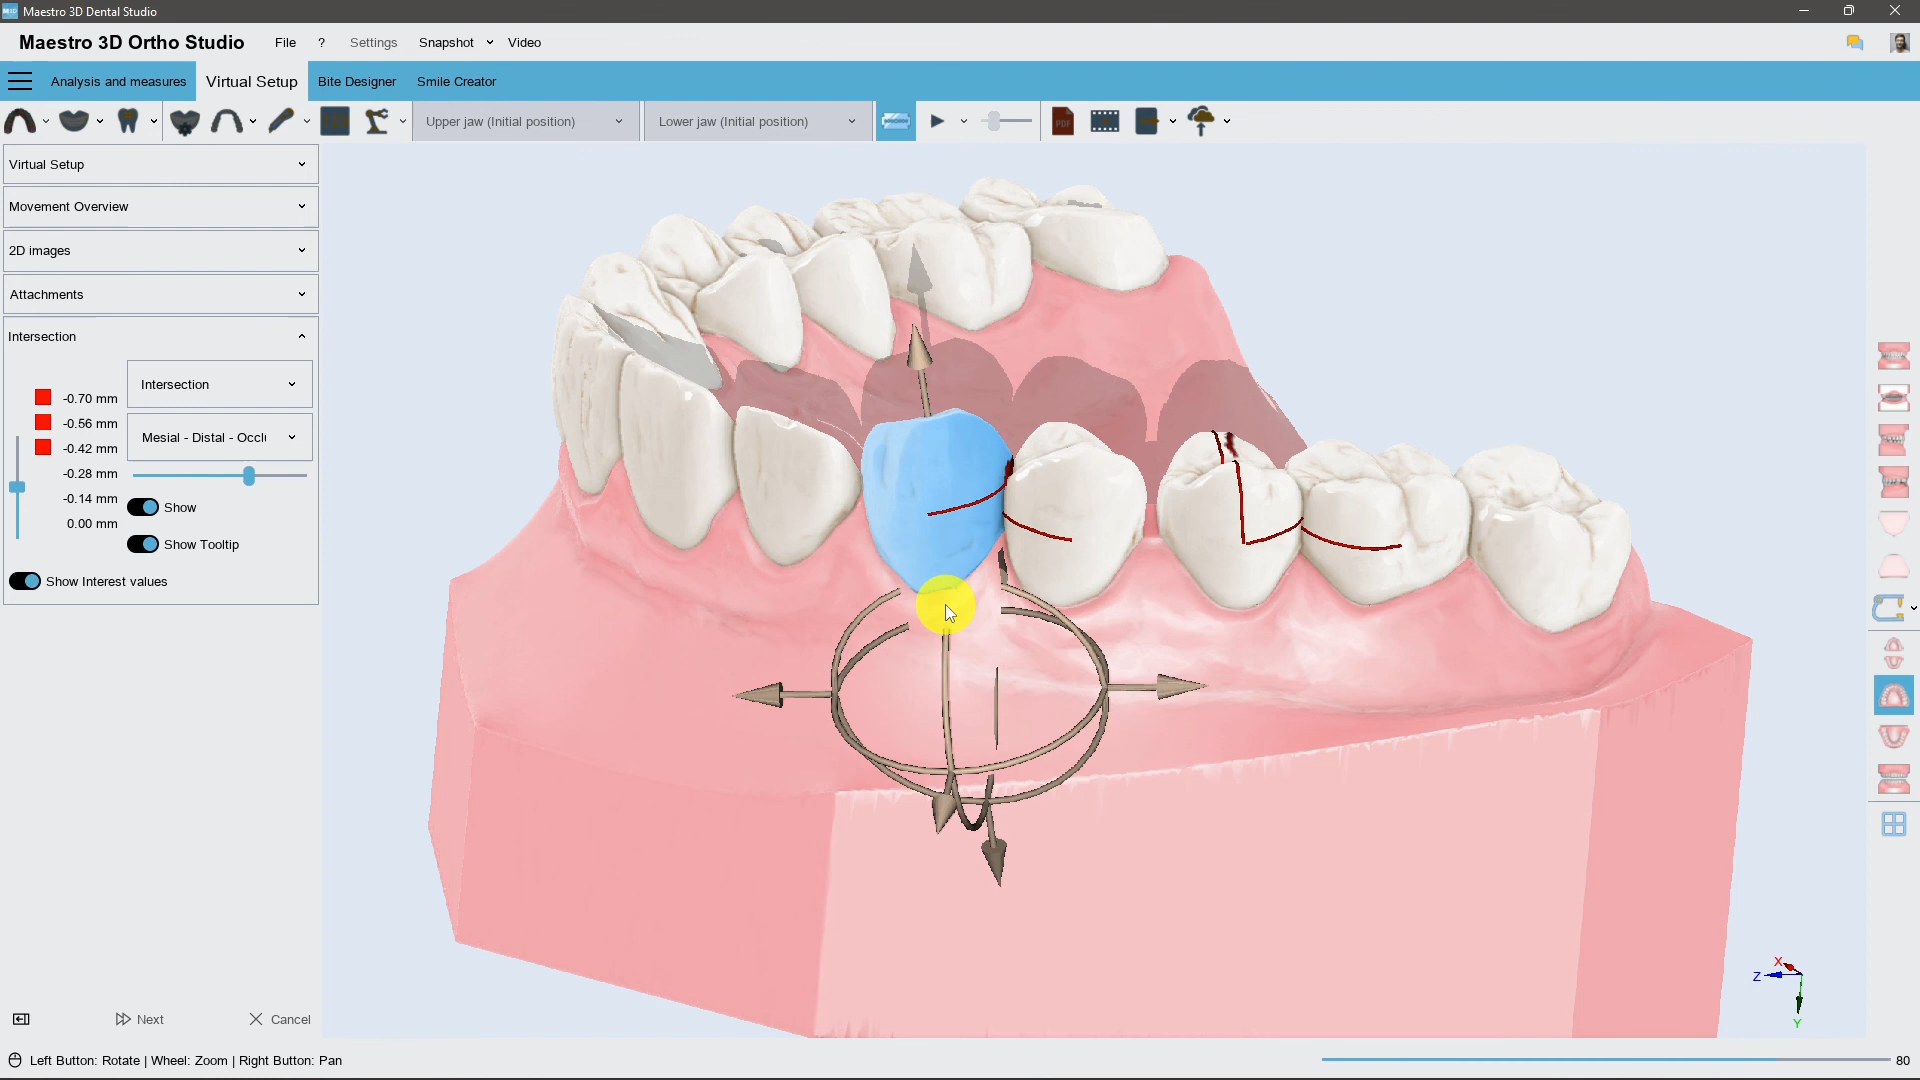 Maestro 3D Dental Studio
Maestro 3D Ortho Studio
File ? Settings Snapshot Video
Analysis and measures Virtual Setup Bite Designer Smile Creator
Upper jaw (Initial position) Lower jaw (Initial position)
PDF
Virtual Setup
Movement Overview
2D images
Attachments
Intersection
Intersection
-0.70 mm
-0.56 mm
Mesial - Distal - Occlu
-0.42 mm
-0.28 mm
-0.14 mm
Show
0.00 mm
Show Tooltip
Show Interest values
X
Z
Y
Next Cancel
Left Button: Rotate | Wheel: Zoom | Right Button: Pan
80